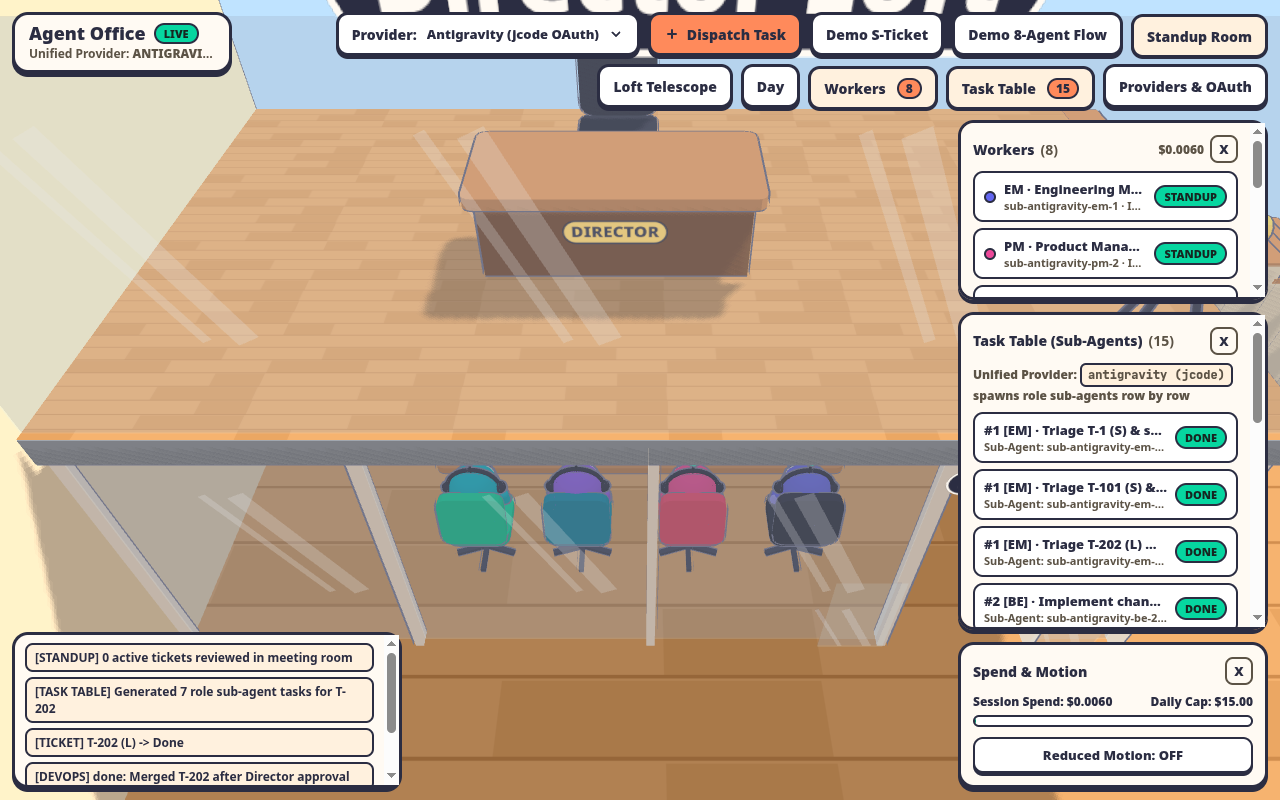 Director Loft
Agent Office LIVE
Unified Provider: ANTIGRAVI...
Provider: Antigravity (Jcode OAuth)
+ Dispatch Task
Demo S-Ticket
Demo 8-Agent Flow
Standup Room
Loft Telescope
Day
Workers 8
Task Table 15
Providers & OAuth
DIRECTOR
Workers (8) $0.0060 X
EM · Engineering M... STANDUP
sub-antigravity-em-1 · I...
PM · Product Mana... STANDUP
sub-antigravity-pm-2 · I...
Task Table (Sub-Agents) (15) X
Unified Provider: antigravity (jcode)
spawns role sub-agents row by row
#1 [EM] · Triage T-1 (S) & s... DONE
Sub-Agent: sub-antigravity-em-...
#1 [EM] · Triage T-101 (S) &... DONE
Sub-Agent: sub-antigravity-em-...
#1 [EM] · Triage T-202 (L) ... DONE
Sub-Agent: sub-antigravity-em-...
#2 [BE] · Implement chan... DONE
Sub-Agent: sub-antigravity-be-2...
[STANDUP] 0 active tickets reviewed in meeting room
[TASK TABLE] Generated 7 role sub-agent tasks for T-
202
[TICKET] T-202 (L) -> Done
[DEVOPS] done: Merged T-202 after Director approval
Spend & Motion X
Session Spend: $0.0060 Daily Cap: $15.00
Reduced Motion: OFF